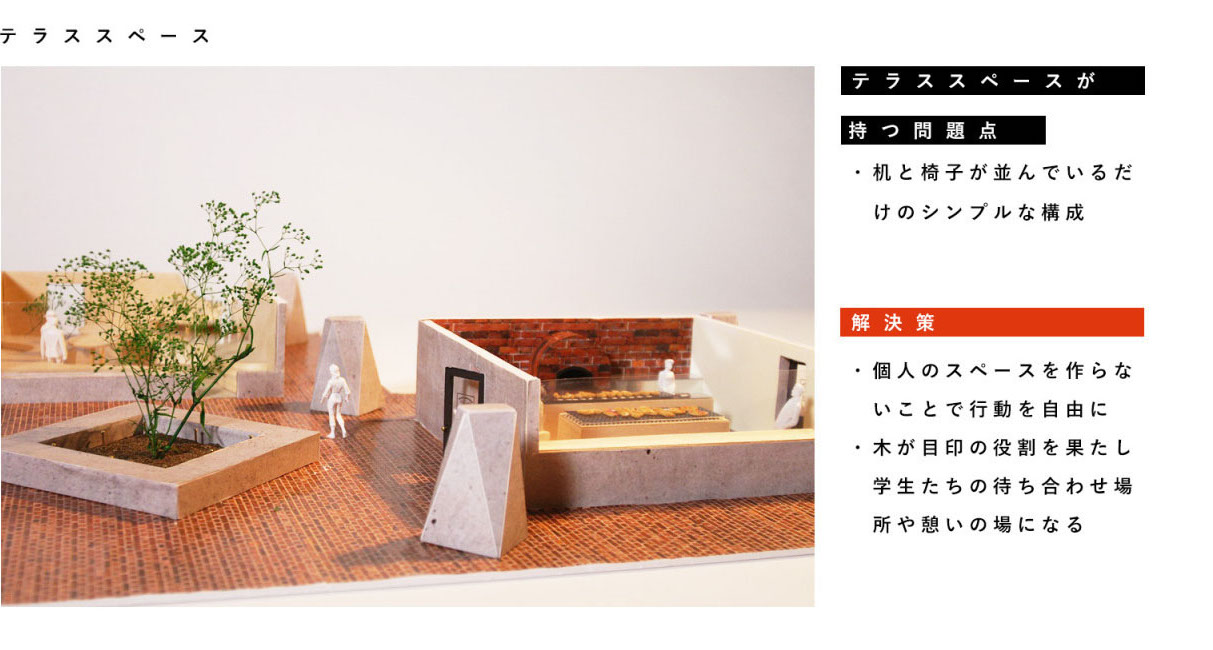 テラススペース
テラススペースが
持つ問題点
・机と椅子が並んでいるだ
けのシンプルな構成
解決策
・個人のスペースを作らな
いことで行動を自由に
・木が目印の役割を果たし
学生たちの待ち合わせ場
所や憩いの場になる